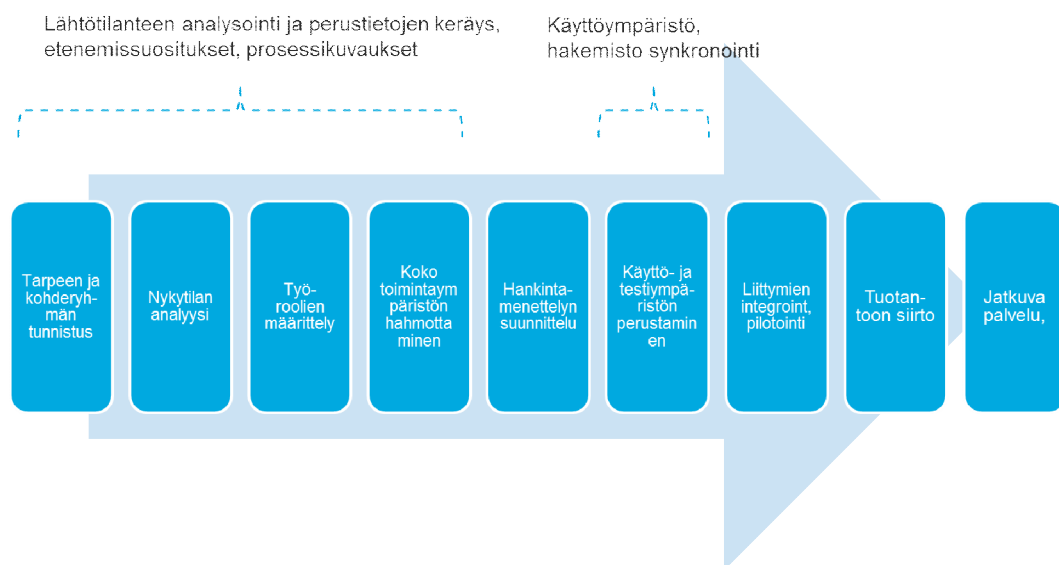 Lähtötilanteen analysointi ja perustietojen keräys,
etenemissuositukset, prosessikuvaukset
Käyttöympäristö,
hakemisto synkronointi
Tarpeen ja
kohderyh-
män
tunnistus
Nykytilan
analyysi
Työ-
roolien
määrittely
Koko
toimintaym
päristön
hahmotta
minen
Hankinta-
menettelyn
suunnittelu
Käyttö- ja
testiympä-
ristön
perustamin
en
Liittymien
integroint,
pilotointi
Tuotan-
toon siirto
Jatkuva
palvelu,